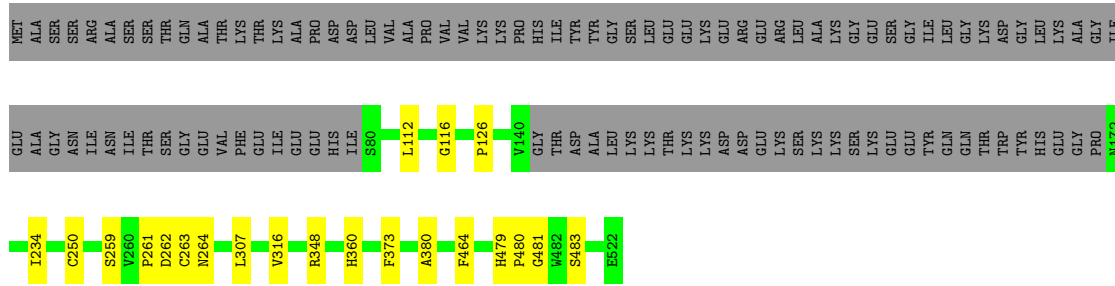 MET ALA SER SER ARG ALA SER SER THR GLN ALA THR LYS THR LYS ALA PRO ASP ASP LEU VAL ALA PRO VAL VAL LYS LYS PRO HIS ILE TYR TYR GLY SER LEU GLU GLU LYS GLU ARG GLU ARG LEU ALA LYS GLY GLU SER GLY ILE LEU GLY LYS ASP GLY LEU LYS ALA GLY ILE
GLU ALA GLY ASN ILE ASN ILE THR SER GLY GLU VAL PHE GLU ILE GLU GLU HIS ILE S80 L112 G116 P126 V140 GLY THR ASP ALA LEU LYS LYS THR LYS LYS ASP ASP GLU LYS SER LYS LYS SER LYS GLU GLU TYR GLN GLN THR TRP TYR HIS GLU GLY PRO N172
I234 C250 S259 V260 P261 D262 C263 N264 L307 V316 R348 H360 F373 A380 F464 H479 P480 G481 W482 S483 E522